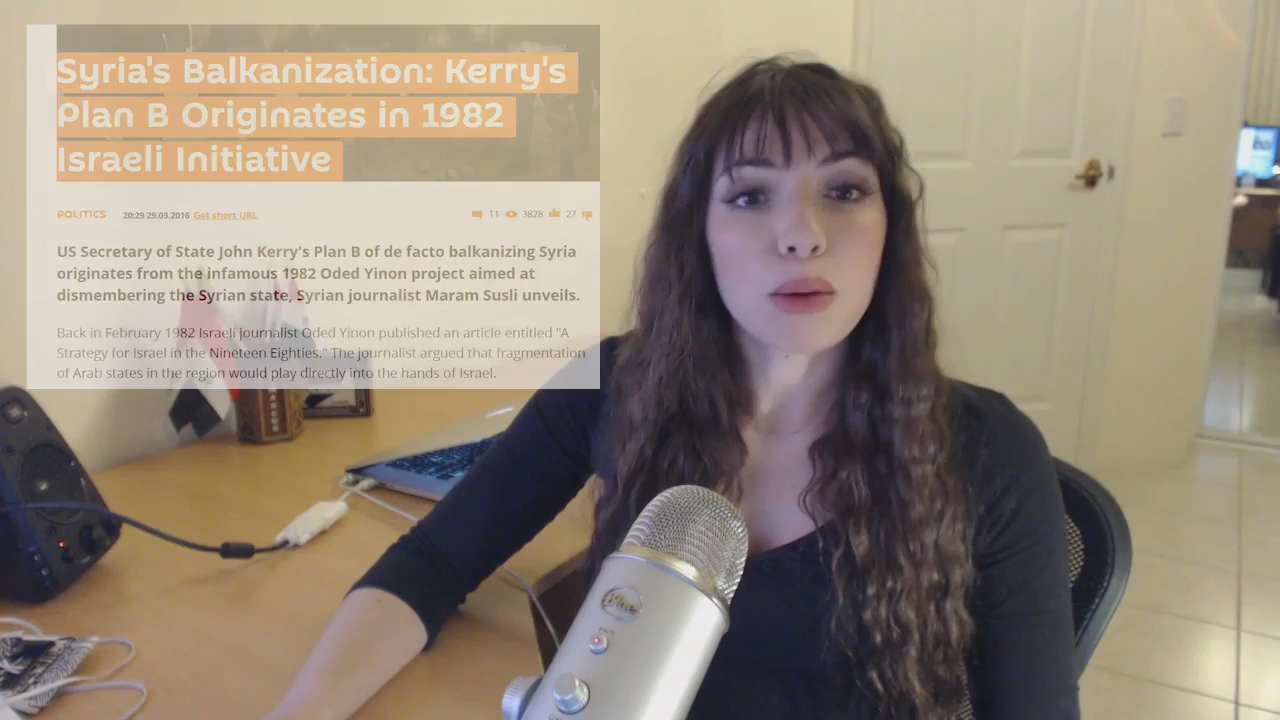 Syria's Balkanization: Kerry's
Plan B Originates in 1982
Israeli Initiative
POLITICS 20:29 29.03.2016 Get short URL 11 3828 27
US Secretary of State John Kerry's Plan B of de facto balkanizing Syria
originates from the infamous 1982 Oded Yinon project aimed at
dismembering the Syrian state, Syrian journalist Maram Susli unveils.
Back in February 1982 Israeli journalist Oded Yinon published an article entitled "A
Strategy for Israel in the Nineteen Eighties." The journalist argued that fragmentation
of Arab states in the region would play directly into the hands of Israel.
Blue